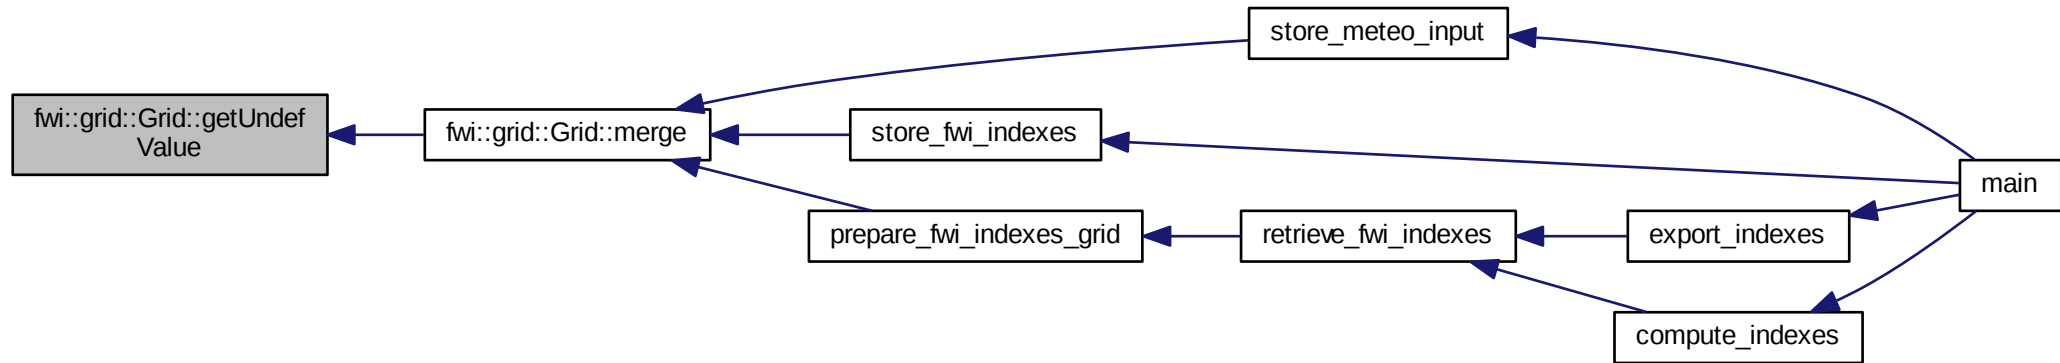 fwi::grid::Grid::getUndef
Value
fwi::grid::Grid::merge
store_meteo_input
store_fwi_indexes
prepare_fwi_indexes_grid
retrieve_fwi_indexes
export_indexes
compute_indexes
main